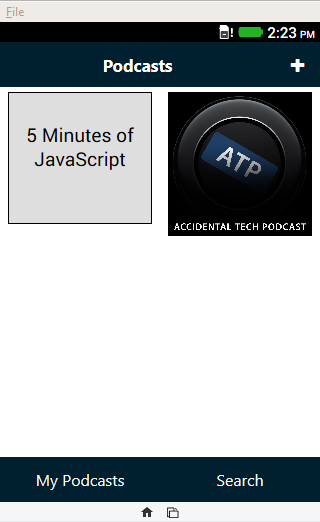 File
2:23 PM
Podcasts
5 Minutes of
JavaScript
ATP
ACCIDENTAL TECH PODCAST
My Podcasts
Search